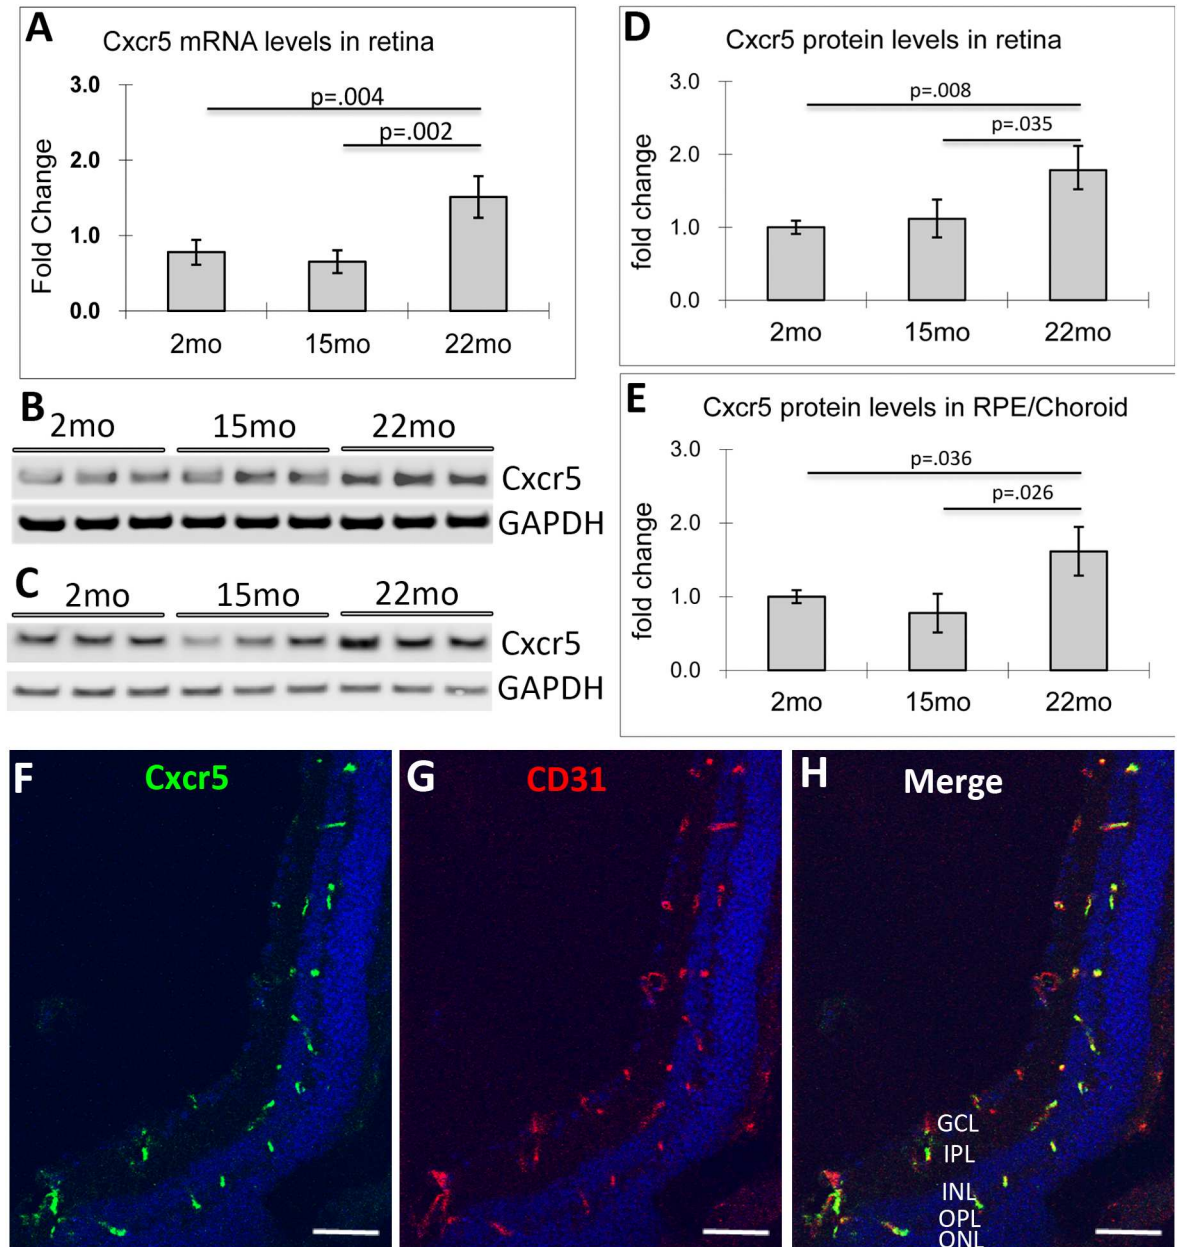 A
Cxcr5 mRNA levels in retina
Fold Change
3.0
2.0
1.0
0.0
p=.004
p=.002
2mo 15mo 22mo
B
2mo 15mo 22mo
Cxcr5
GAPDH
C
2mo 15mo 22mo
Cxcr5
GAPDH
D
Cxcr5 protein levels in retina
fold change
3.0
2.0
1.0
0.0
p=.008
p=.035
2mo 15mo 22mo
E
Cxcr5 protein levels in RPE/Choroid
fold change
3.0
2.0
1.0
0.0
p=.036
p=.026
2mo 15mo 22mo
F Cxcr5
G CD31
H Merge
GCL
IPL
INL
OPL
ONL